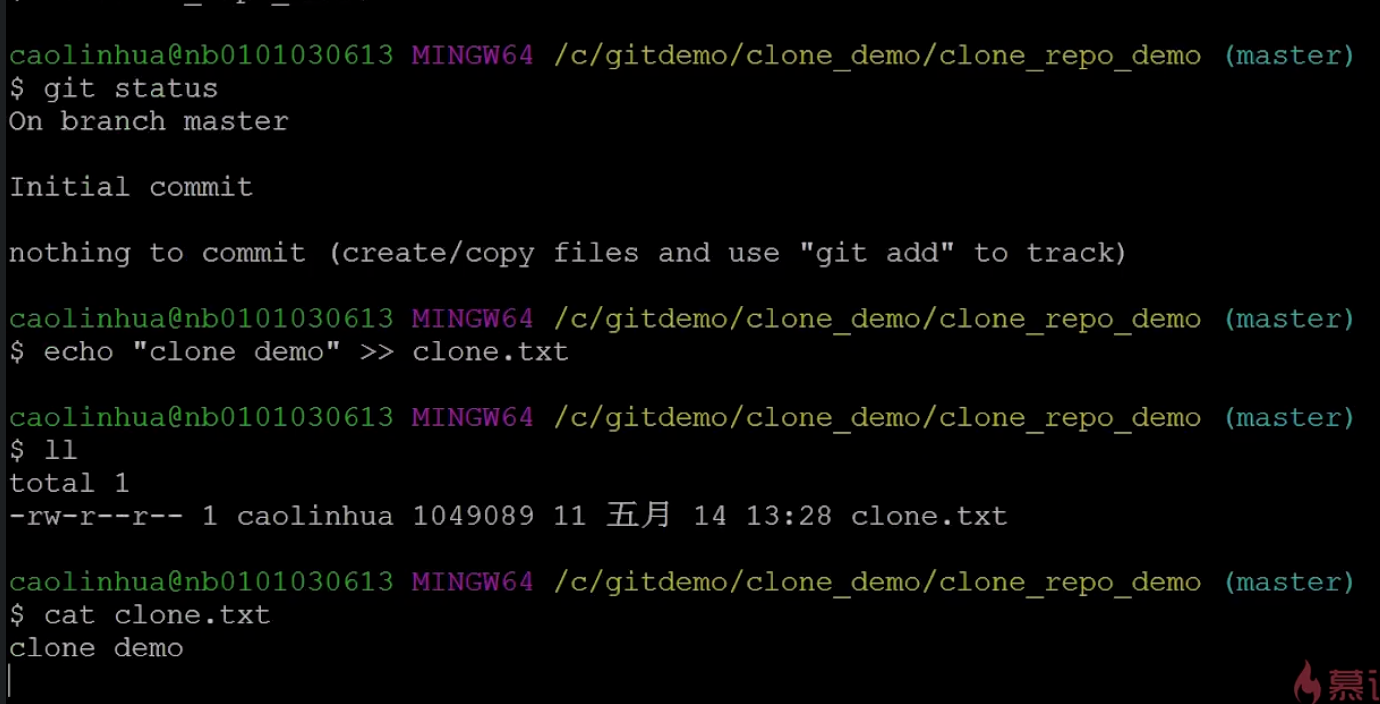 caolinhua@nb0101030613 MINGW64 /c/gitdemo/clone_demo/clone_repo_demo (master)
$ git status
On branch master
Initial commit
nothing to commit (create/copy files and use "git add" to track)
caolinhua@nb0101030613 MINGW64 /c/gitdemo/clone_demo/clone_repo_demo (master)
$ echo "clone demo" >> clone.txt
caolinhua@nb0101030613 MINGW64 /c/gitdemo/clone_demo/clone_repo_demo (master)
$ ll
total 1
-rw-r--r-- 1 caolinhua 1049089 11 五月 14 13:28 clone.txt
caolinhua@nb0101030613 MINGW64 /c/gitdemo/clone_demo/clone_repo_demo (master)
$ cat clone.txt
clone demo
慕